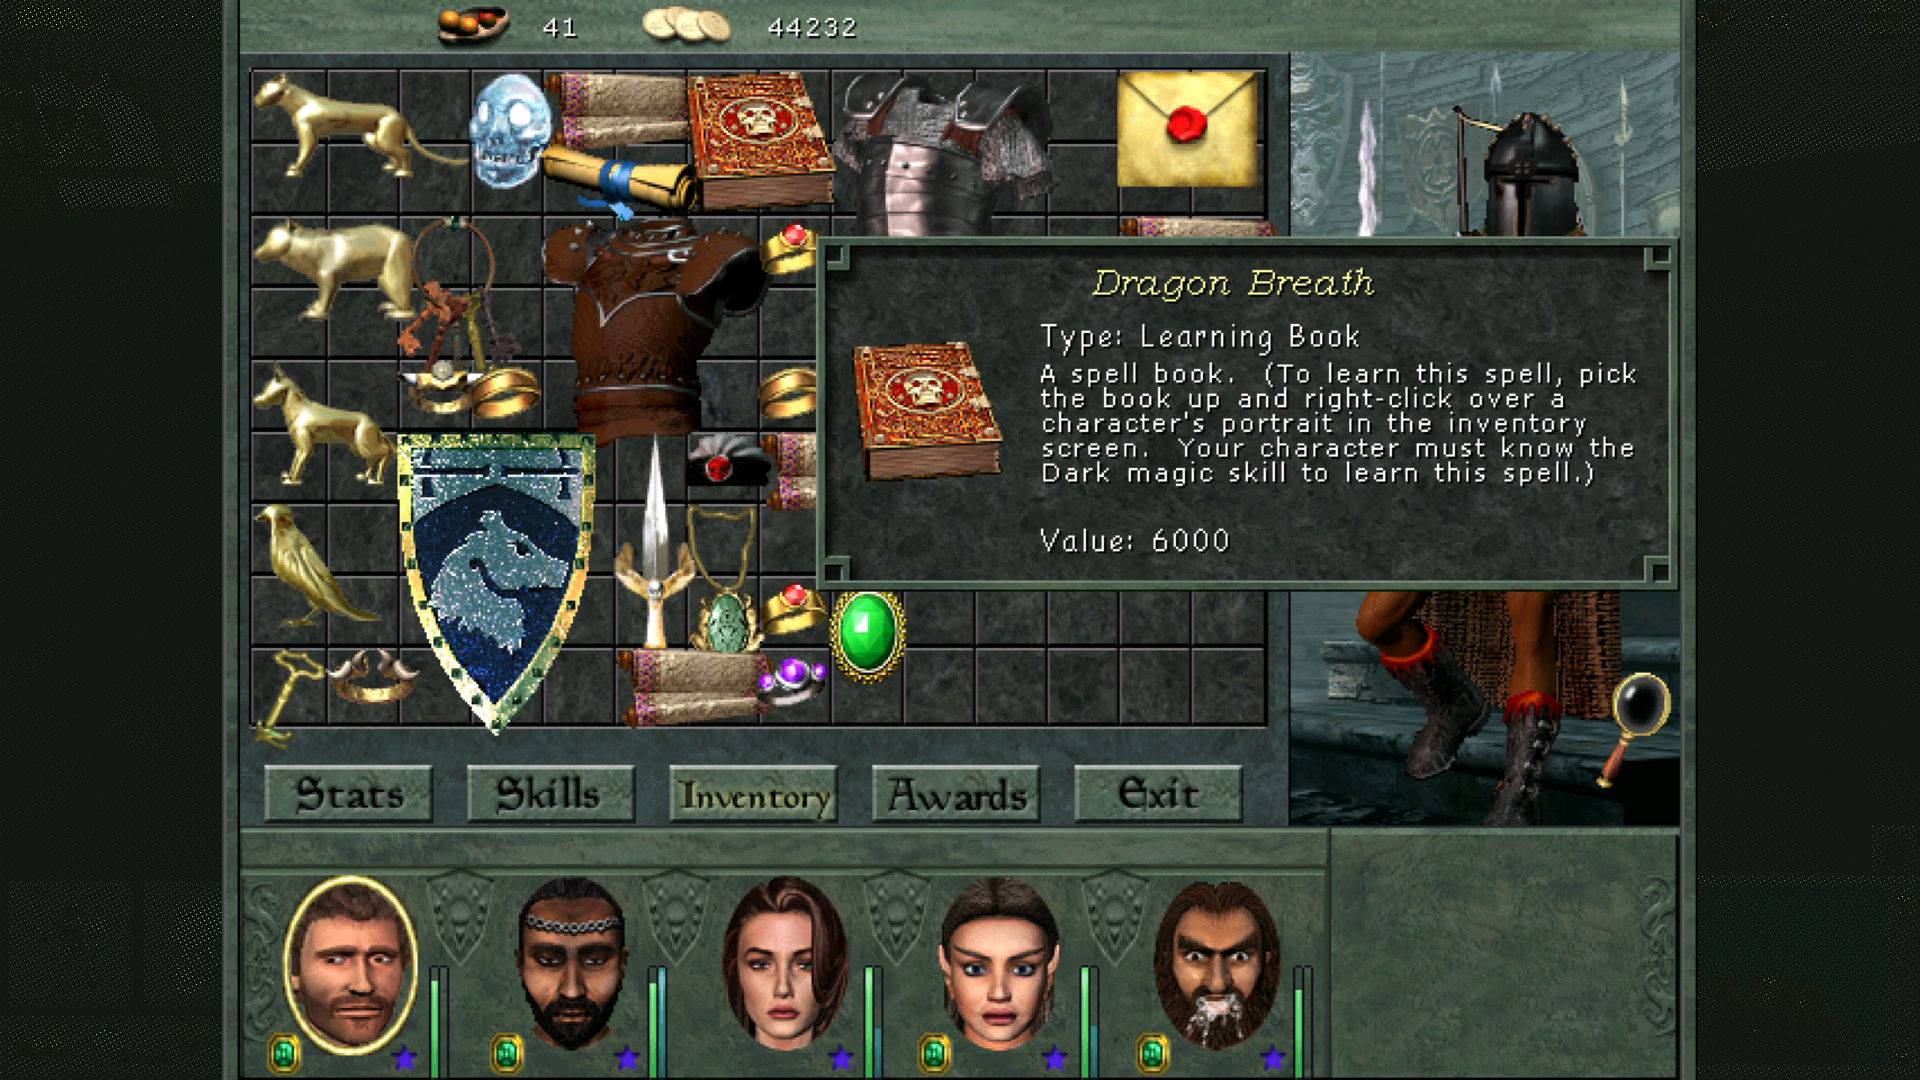 41
44232
Dragon Breath
Type: Learning Book
A spell book.  (To learn this spell, pick
the book up and right-click over a
character's portrait in the inventory
screen.  Your character must know the
Dark magic skill to learn this spell.)
Value: 6000
Stats
Skills
Inventory
Awards
Exit